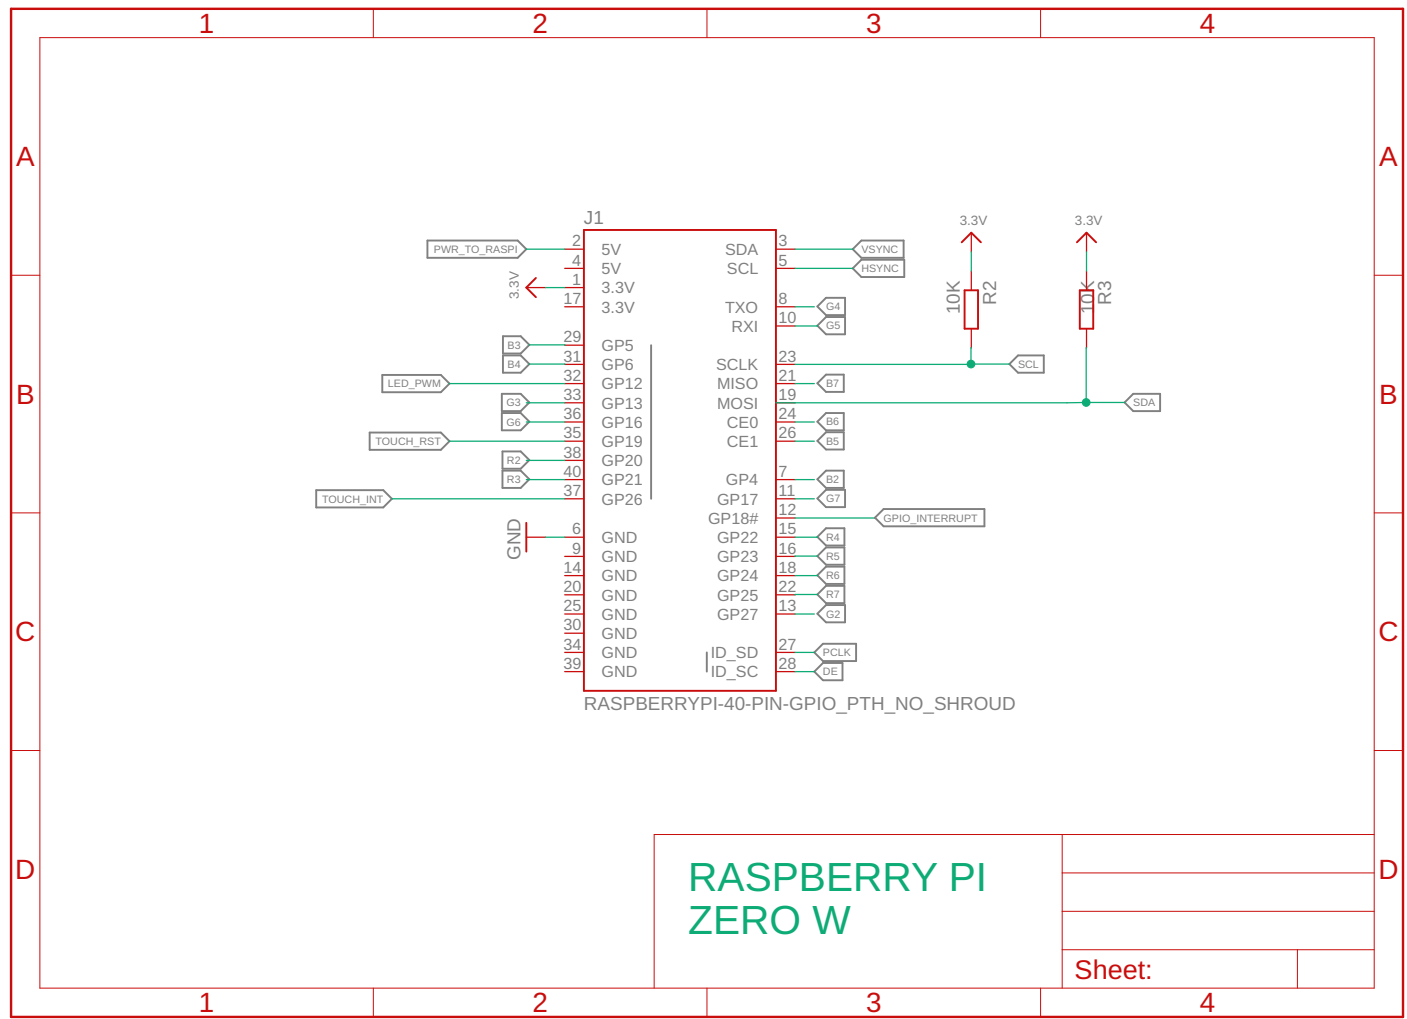 1 2 3 4
A A
J1
3.3V 3.3V
PWR_TO_RASPI 2 5V SDA 3 VSYNC
4 5V SCL 5 HSYNC
3.3V 1 3.3V
10K R2 10K R3
17 3.3V TXO 8 G4
RXI 10 G5
B3 29 GP5
B4 31 GP6 SCLK 23 SCL
B LED_PWM 32 GP12 MISO 21 B7 B
G3 33 GP13 MOSI 19 SDA
G6 36 GP16 CE0 24 B6
TOUCH_RST 35 GP19 CE1 26 B5
R2 38 GP20
R3 40 GP21 GP4 7 B2
TOUCH_INT 37 GP26 GP17 11 G7
GP18# 12 GPIO_INTERRUPT
GND 6 GND GP22 15 R4
9 GND GP23 16 R5
14 GND GP24 18 R6
20 GND GP25 22 R7
25 GND GP27 13 G2
C 30 GND C
34 GND ID_SD 27 PCLK
39 GND ID_SC 28 DE
RASPBERRYPI-40-PIN-GPIO_PTH_NO_SHROUD
D D
RASPBERRY PI
ZERO W
Sheet:
1 2 3 4